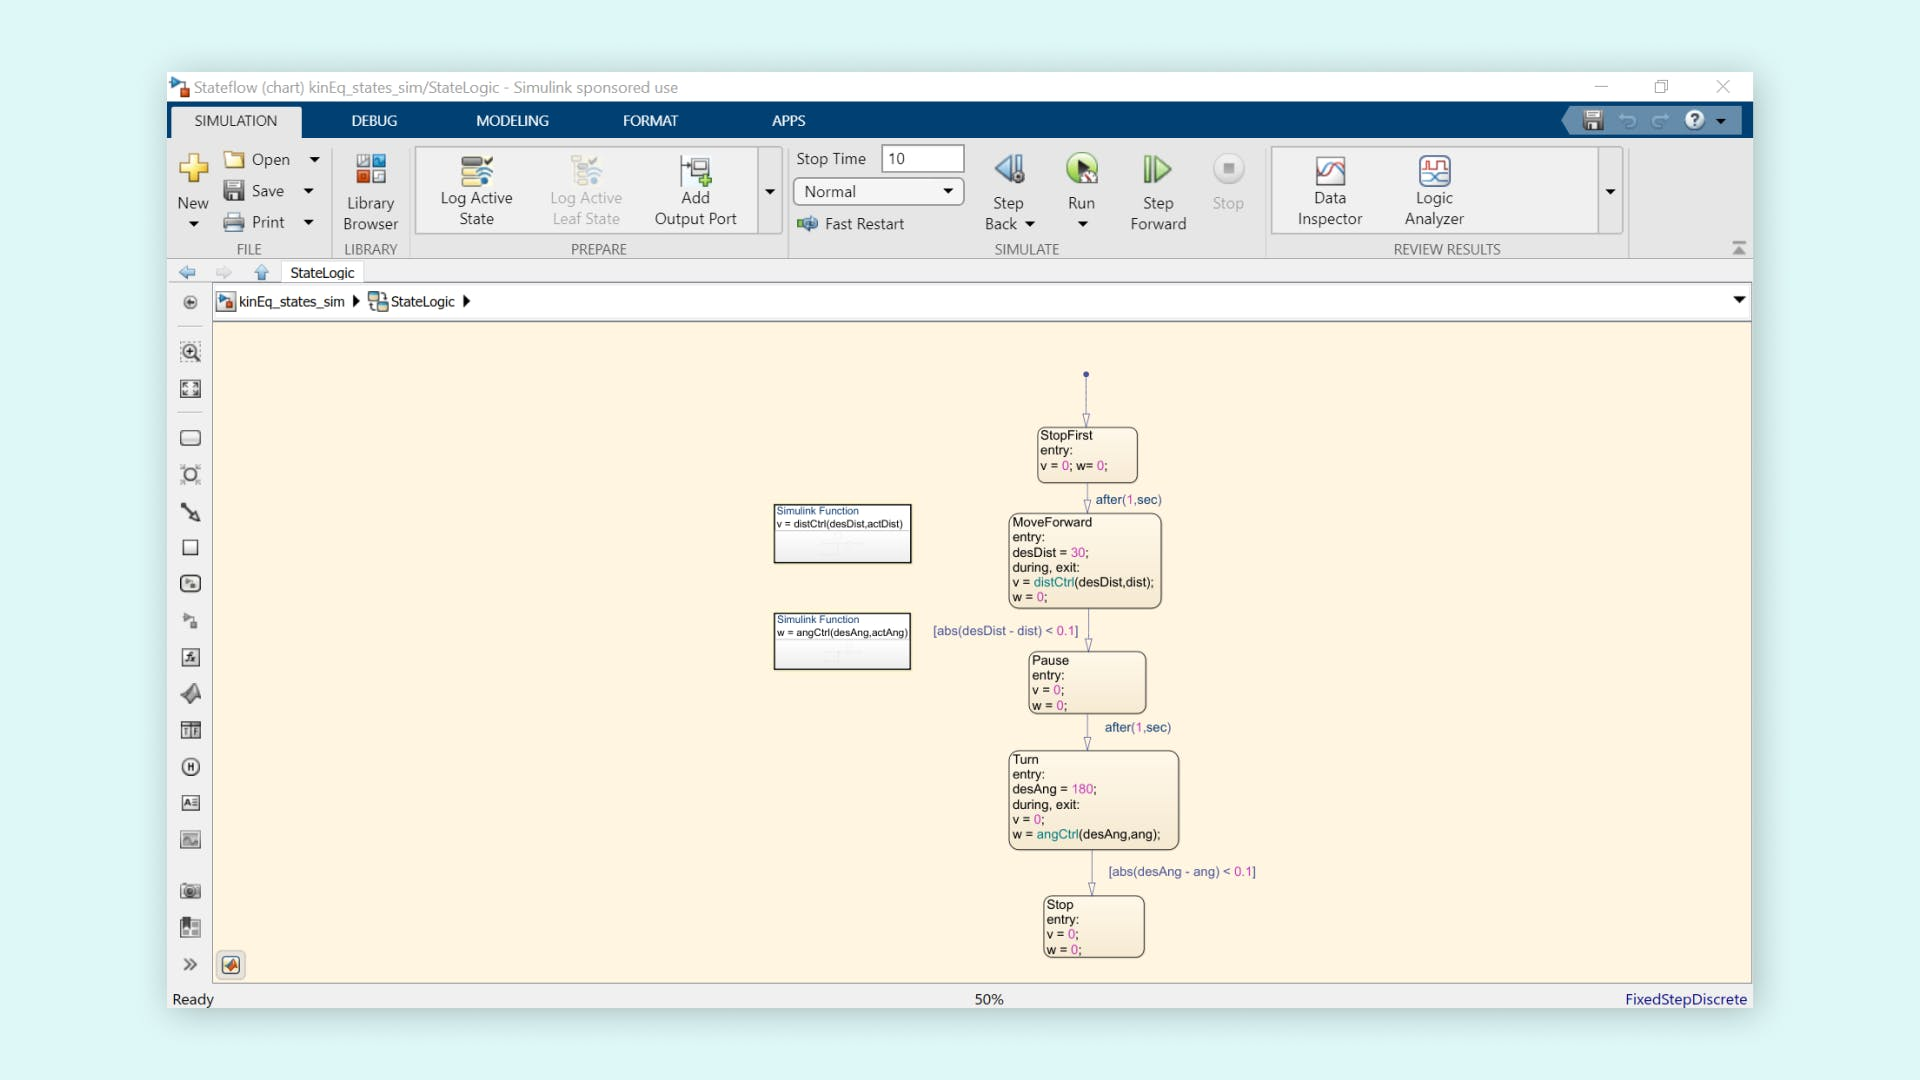 Stateflow (chart) kinEq_states_sim/StateLogic - Simulink sponsored use
SIMULATION DEBUG MODELING FORMAT APPS
New
Open
Save
Print
FILE
Library
Browser
LIBRARY
Log Active
State
Log Active
Leaf State
Add
Output Port
PREPARE
Stop Time 10
Normal
Fast Restart
Step
Back
Run
Step
Forward
Stop
SIMULATE
Data
Inspector
Logic
Analyzer
REVIEW RESULTS
StateLogic
kinEq_states_sim StateLogic
StopFirst
entry:
v = 0; w= 0;
after(1,sec)
Simulink Function
v = distCtrl(desDist,actDist)
MoveForward
entry:
desDist = 30;
during, exit:
v = distCtrl(desDist,dist);
w = 0;
Simulink Function
w = angCtrl(desAng,actAng)
[abs(desDist - dist) < 0.1]
Pause
entry:
v = 0;
w = 0;
after(1,sec)
Turn
entry:
desAng = 180;
during, exit:
v = 0;
w = angCtrl(desAng,ang);
[abs(desAng - ang) < 0.1]
Stop
entry:
v = 0;
w = 0;
Ready 50% FixedStepDiscrete